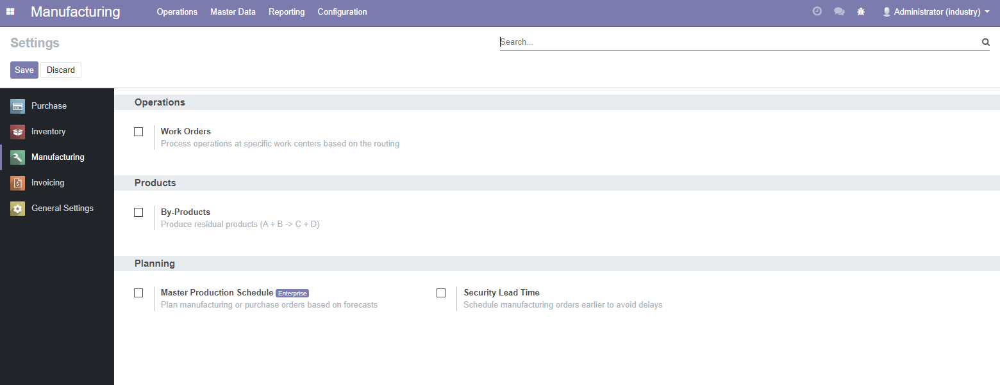 Manufacturing Operations Master Data Reporting Configuration Administrator (industry)
Settings
Search...
Save Discard
Purchase
Inventory
Manufacturing
Invoicing
General Settings
Operations
Work Orders
Process operations at specific work centers based on the routing
Products
By-Products
Produce residual products (A + B -> C + D)
Planning
Master Production Schedule Enterprise
Plan manufacturing or purchase orders based on forecasts
Security Lead Time
Schedule manufacturing orders earlier to avoid delays